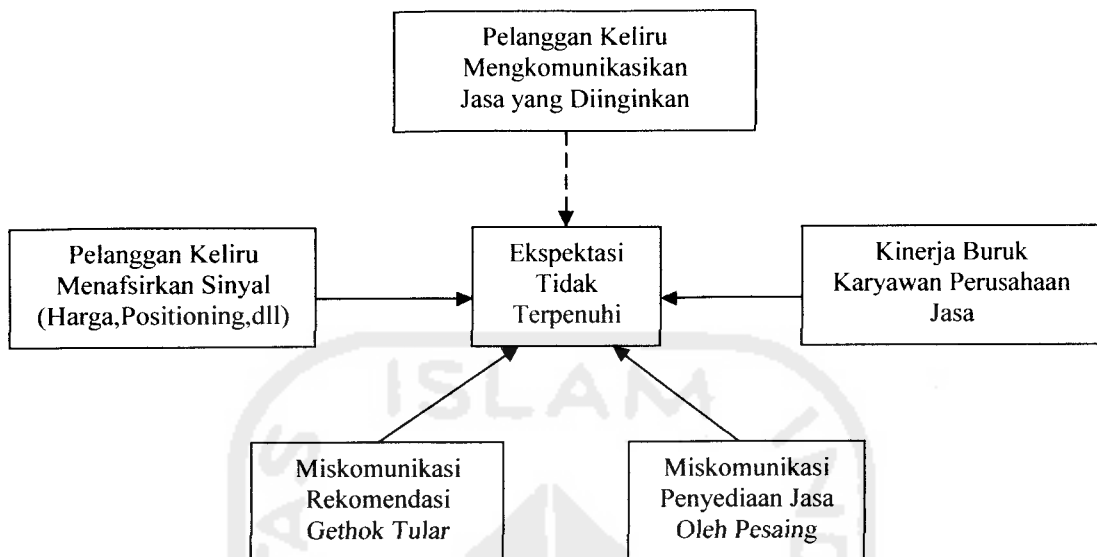 Pelanggan Keliru
Mengkomunikasikan
Jasa yang Diinginkan
Pelanggan Keliru
Menafsirkan Sinyal
(Harga,Positioning,dll)
Ekspektasi
Tidak
Terpenuhi
Kinerja Buruk
Karyawan Perusahaan
Jasa
ISLAM
Miskomunikasi
Rekomendasi
Gethok Tular
Miskomunikasi
Penyediaan Jasa
Oleh Pesaing